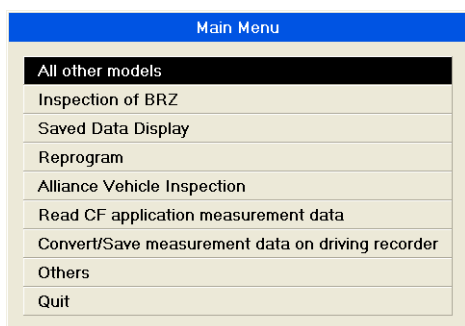 Main Menu
All other models
Inspection of BRZ
Saved Data Display
Reprogram
Alliance Vehicle Inspection
Read CF application measurement data
Convert/Save measurement data on driving recorder
Others
Quit